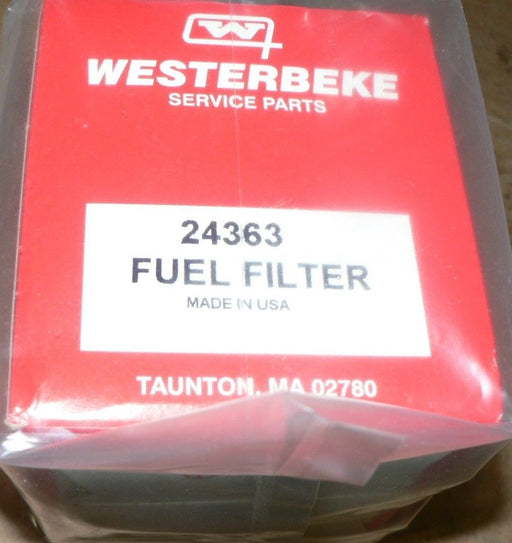 W
WESTERBEKE
SERVICE PARTS
24363
FUEL FILTER
MADE IN USA
TAUNTON, MA 02780